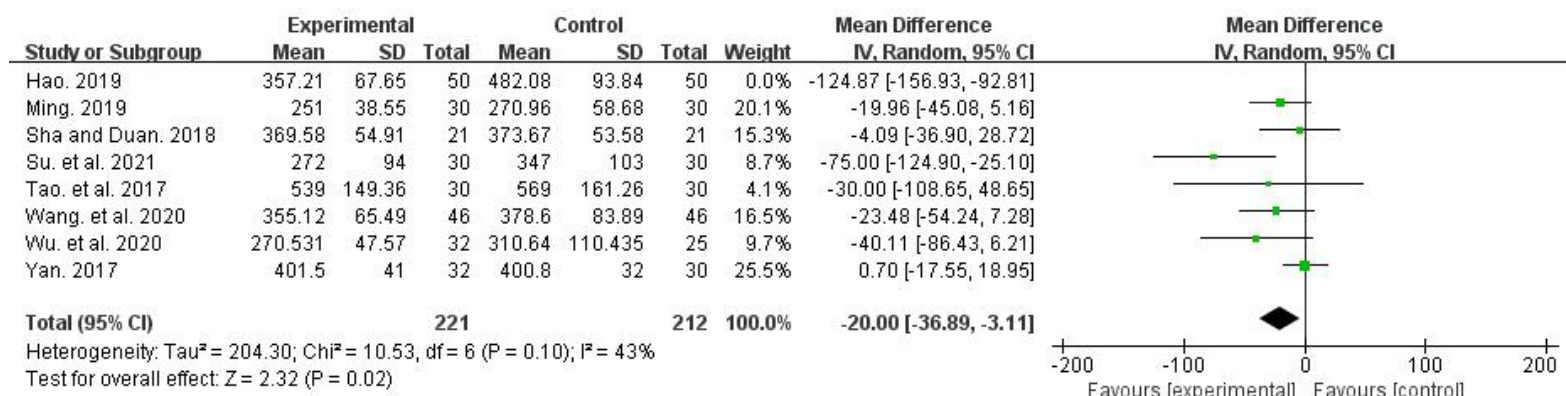 Experimental Control Mean Difference Mean Difference
Study or Subgroup Mean SD Total Mean SD Total Weight IV, Random, 95% CI IV, Random, 95% CI
Hao. 2019 357.21 67.65 50 482.08 93.84 50 0.0% -124.87 [-156.93, -92.81]
Ming. 2019 251 38.55 30 270.96 58.68 30 20.1% -19.96 [-45.08, 5.16]
Sha and Duan. 2018 369.58 54.91 21 373.67 53.58 21 15.3% -4.09 [-36.90, 28.72]
Su. et al. 2021 272 94 30 347 103 30 8.7% -75.00 [-124.90, -25.10]
Tao. et al. 2017 539 149.36 30 569 161.26 30 4.1% -30.00 [-108.65, 48.65]
Wang. et al. 2020 355.12 65.49 46 378.6 83.89 46 16.5% -23.48 [-54.24, 7.28]
Wu. et al. 2020 270.531 47.57 32 310.64 110.435 25 9.7% -40.11 [-86.43, 6.21]
Yan. 2017 401.5 41 32 400.8 32 30 25.5% 0.70 [-17.55, 18.95]
Total (95% CI) 221 212 100.0% -20.00 [-36.89, -3.11]
Heterogeneity: Tau² = 204.30; Chi² = 10.53, df = 6 (P = 0.10); I² = 43%
Test for overall effect: Z = 2.32 (P = 0.02)
-200 -100 0 100 200
Favours [experimental] Favours [control]